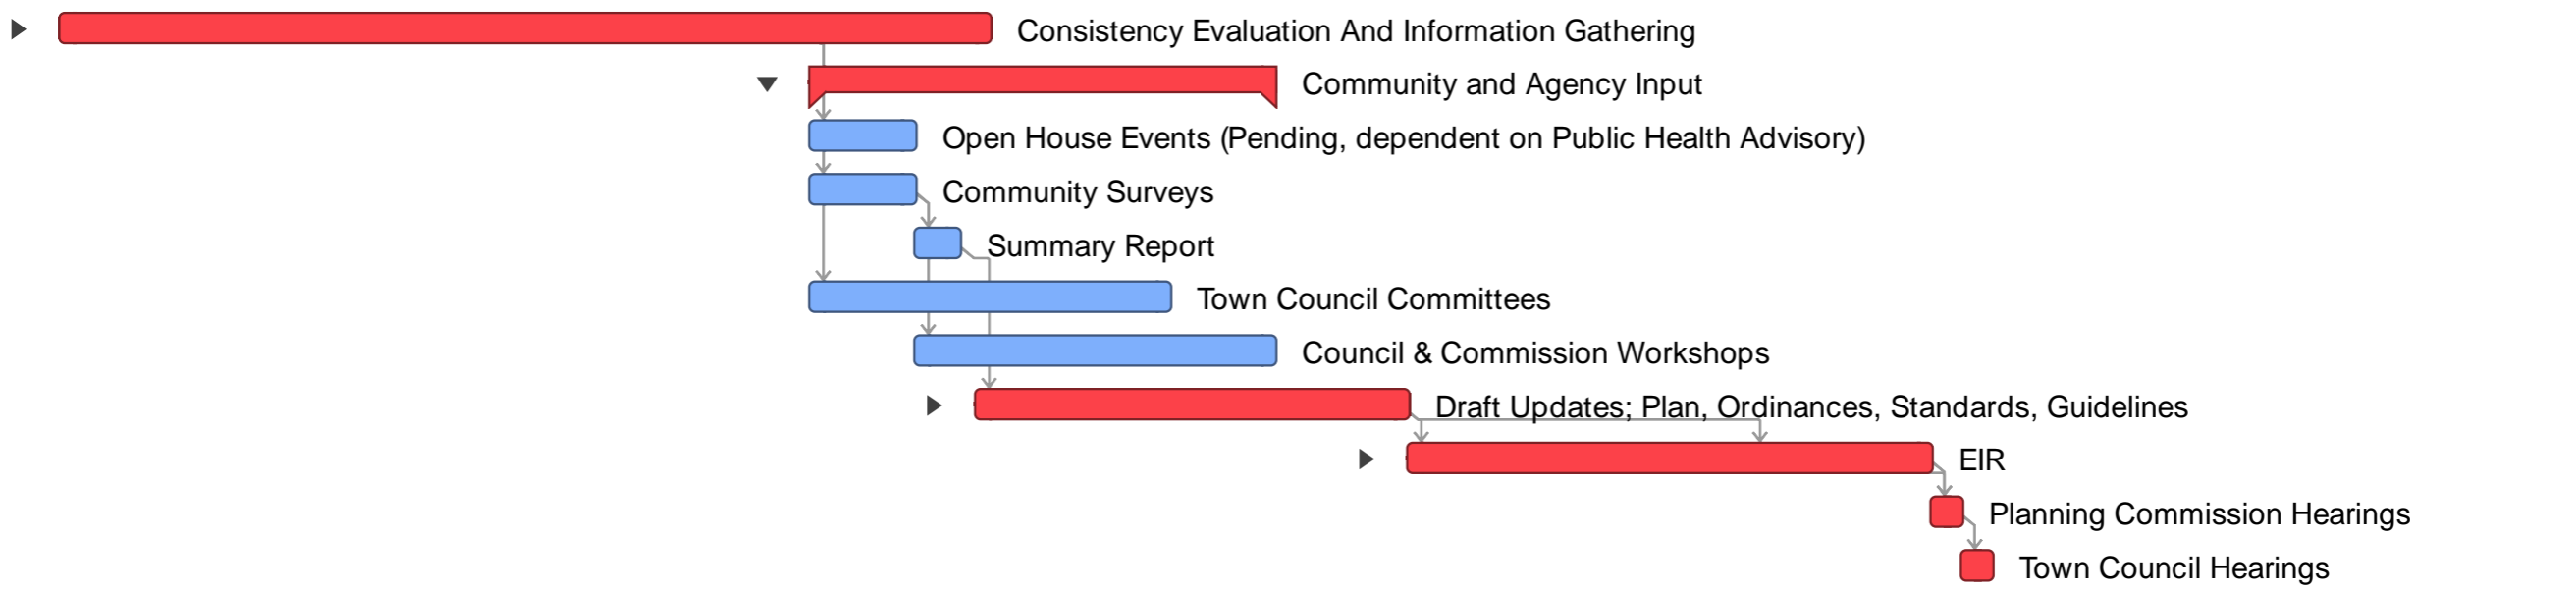 Consistency Evaluation And Information Gathering
Community and Agency Input
Open House Events (Pending, dependent on Public Health Advisory)
Community Surveys
Summary Report
Town Council Committees
Council & Commission Workshops
Draft Updates; Plan, Ordinances, Standards, Guidelines
EIR
Planning Commission Hearings
Town Council Hearings